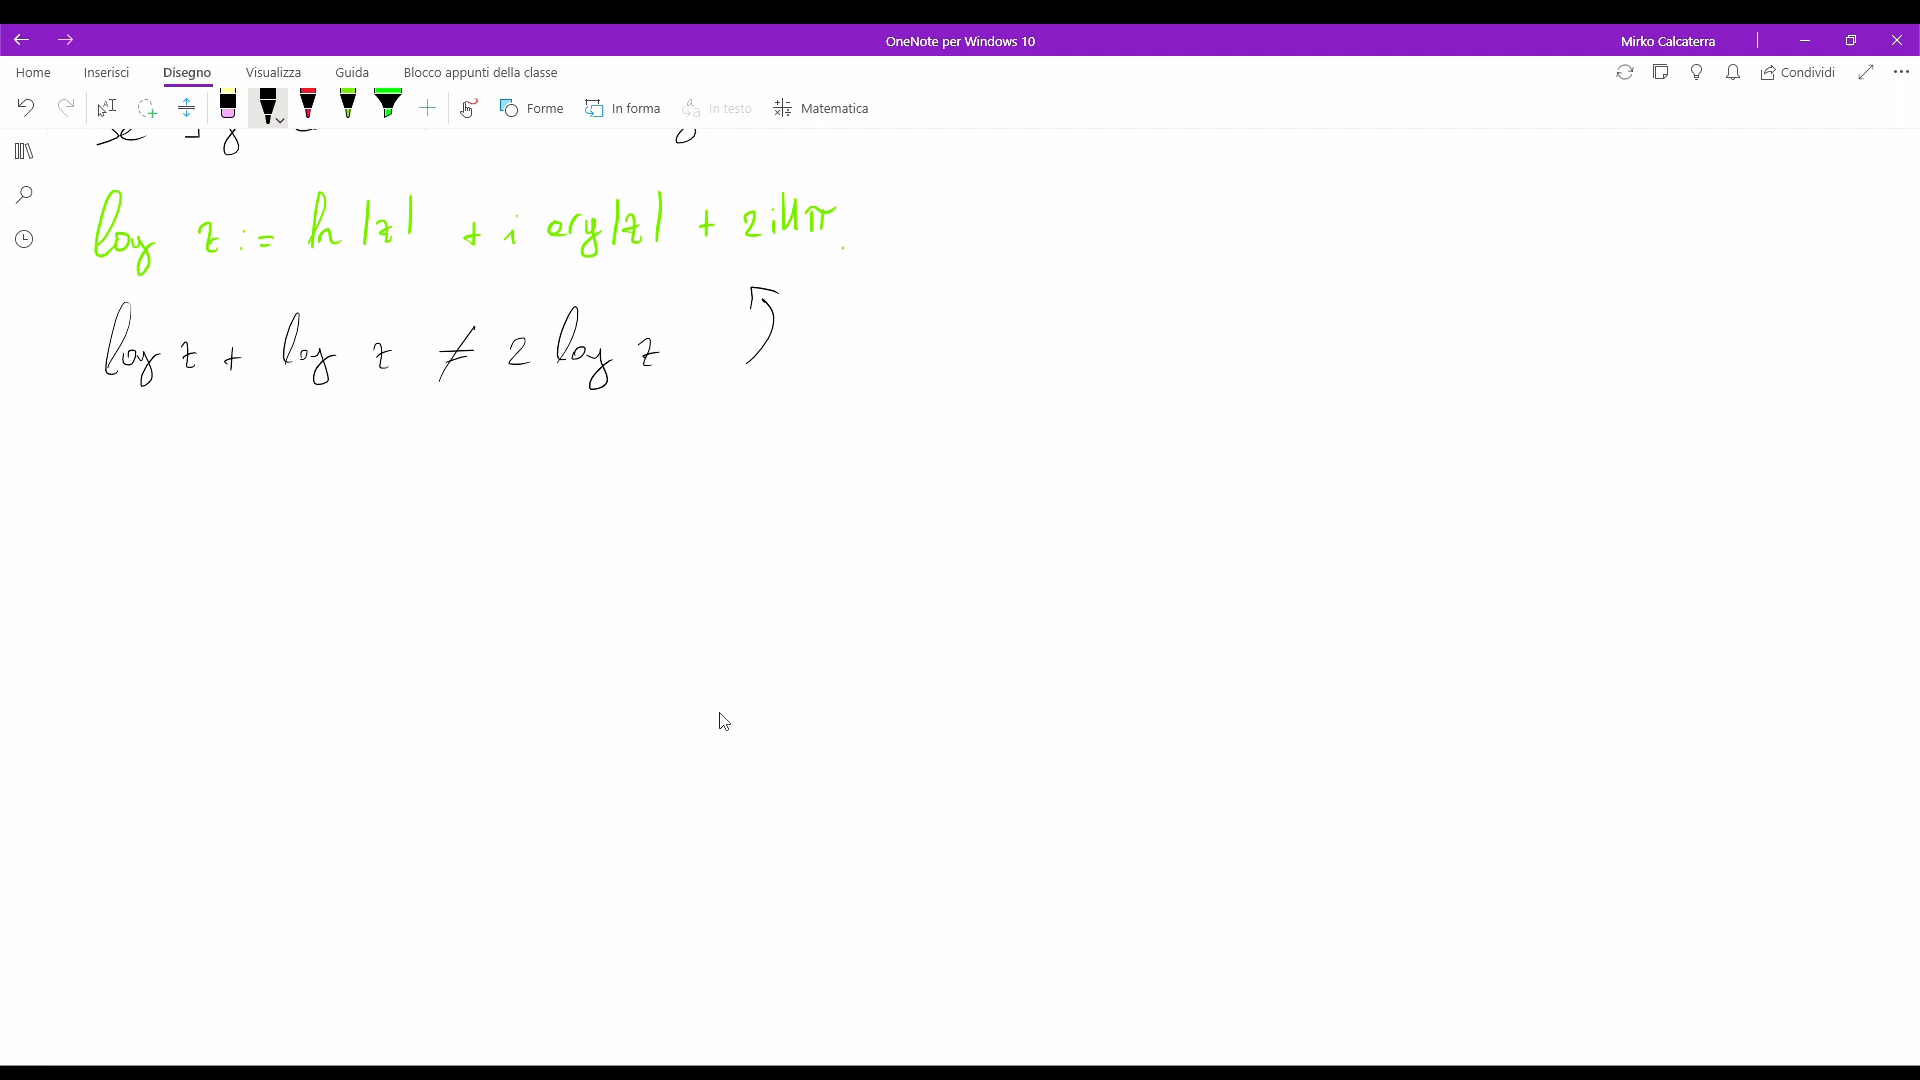 OneNote per Windows 10
Mirko Calcaterra
Home Inserisci Disegno Visualizza Guida Blocco appunti della classe
Condividi
Forme In forma In testo Matematica
log z := ln |z| + i arg|z| + 2ikπ.
log z + log z ≠ 2 log z